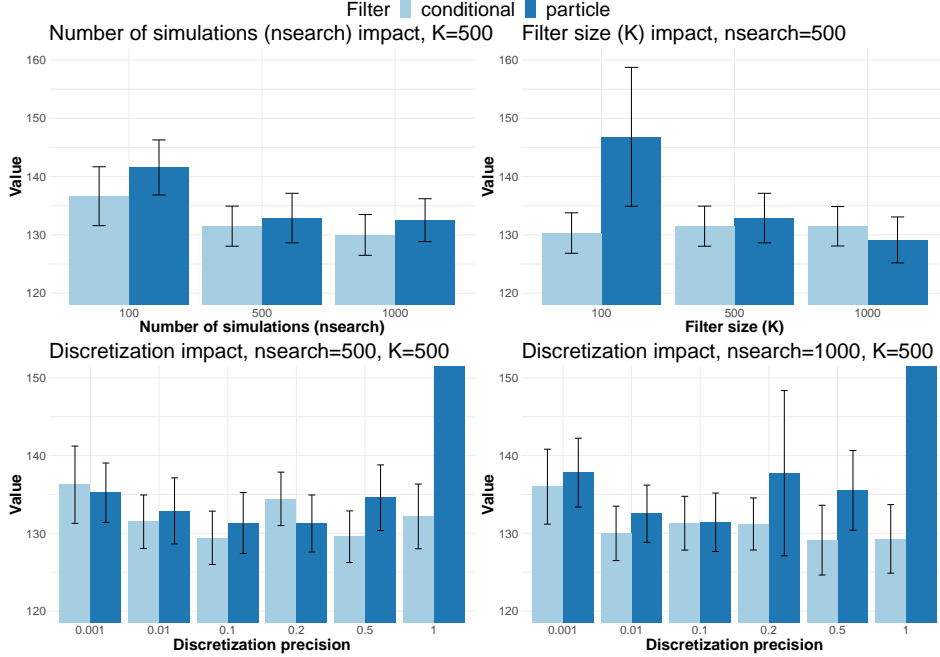 Filter conditional particle
Number of simulations (nsearch) impact, K=500
160
150
140
130
120
Value
100 500 1000
Number of simulations (nsearch)
Filter size (K) impact, nsearch=500
160
150
140
130
120
Value
100 500 1000
Filter size (K)
Discretization impact, nsearch=500, K=500
150
140
130
120
Value
0.001 0.01 0.1 0.2 0.5 1
Discretization precision
Discretization impact, nsearch=1000, K=500
150
140
130
120
Value
0.001 0.01 0.1 0.2 0.5 1
Discretization precision